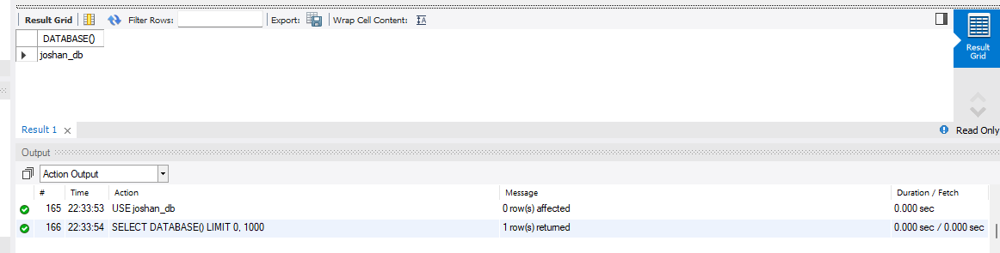 Result Grid Filter Rows: Export: Wrap Cell Content:
DATABASE()
joshan_db
Result Grid
Result 1
Read Only
Output
Action Output
# Time Action Message Duration / Fetch
165 22:33:53 USE joshan_db 0 row(s) affected 0.000 sec
166 22:33:54 SELECT DATABASE() LIMIT 0, 1000 1 row(s) returned 0.000 sec / 0.000 sec